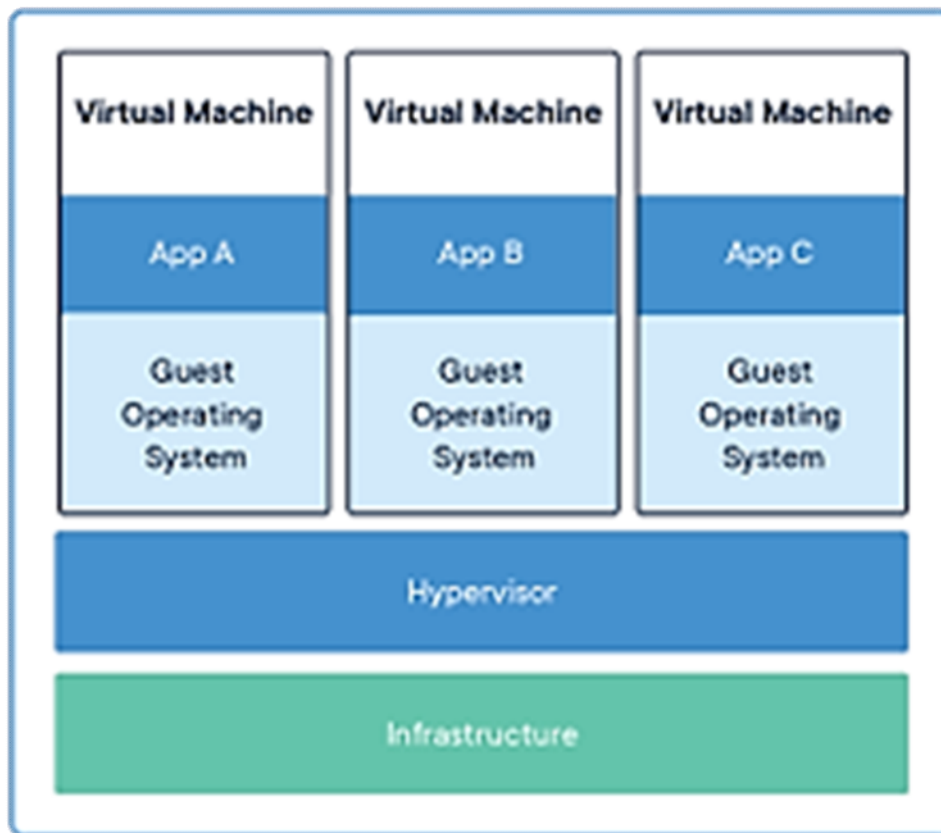 Virtual Machine
App A
Guest
Operating
System
Virtual Machine
App B
Guest
Operating
System
Virtual Machine
App C
Guest
Operating
System
Hypervisor
Infrastructure